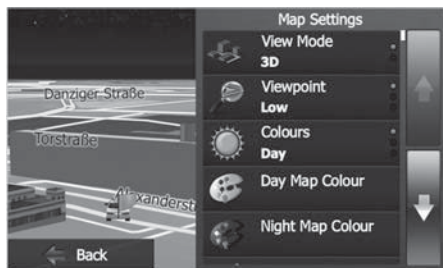 Map Settings
View Mode
3D
Viewpoint
Low
Colours
Day
Day Map Colour
Night Map Colour
Danziger Straße
Torstraße
Alexanderst
Back